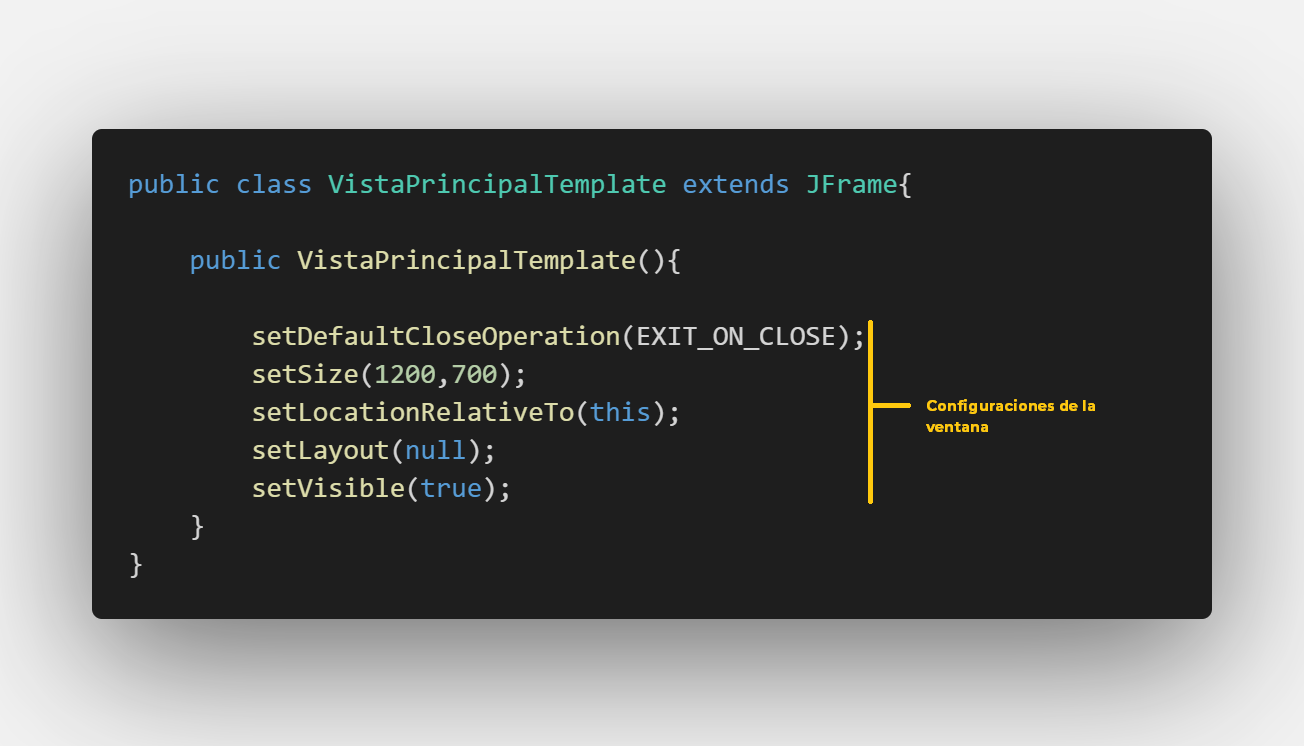 public class VistaPrincipalTemplate extends JFrame{
public VistaPrincipalTemplate(){
setDefaultCloseOperation(EXIT_ON_CLOSE);
setSize(1200,700);
setLocationRelativeTo(this);
setLayout(null);
setVisible(true);
}
}
Configuraciones de la
ventana